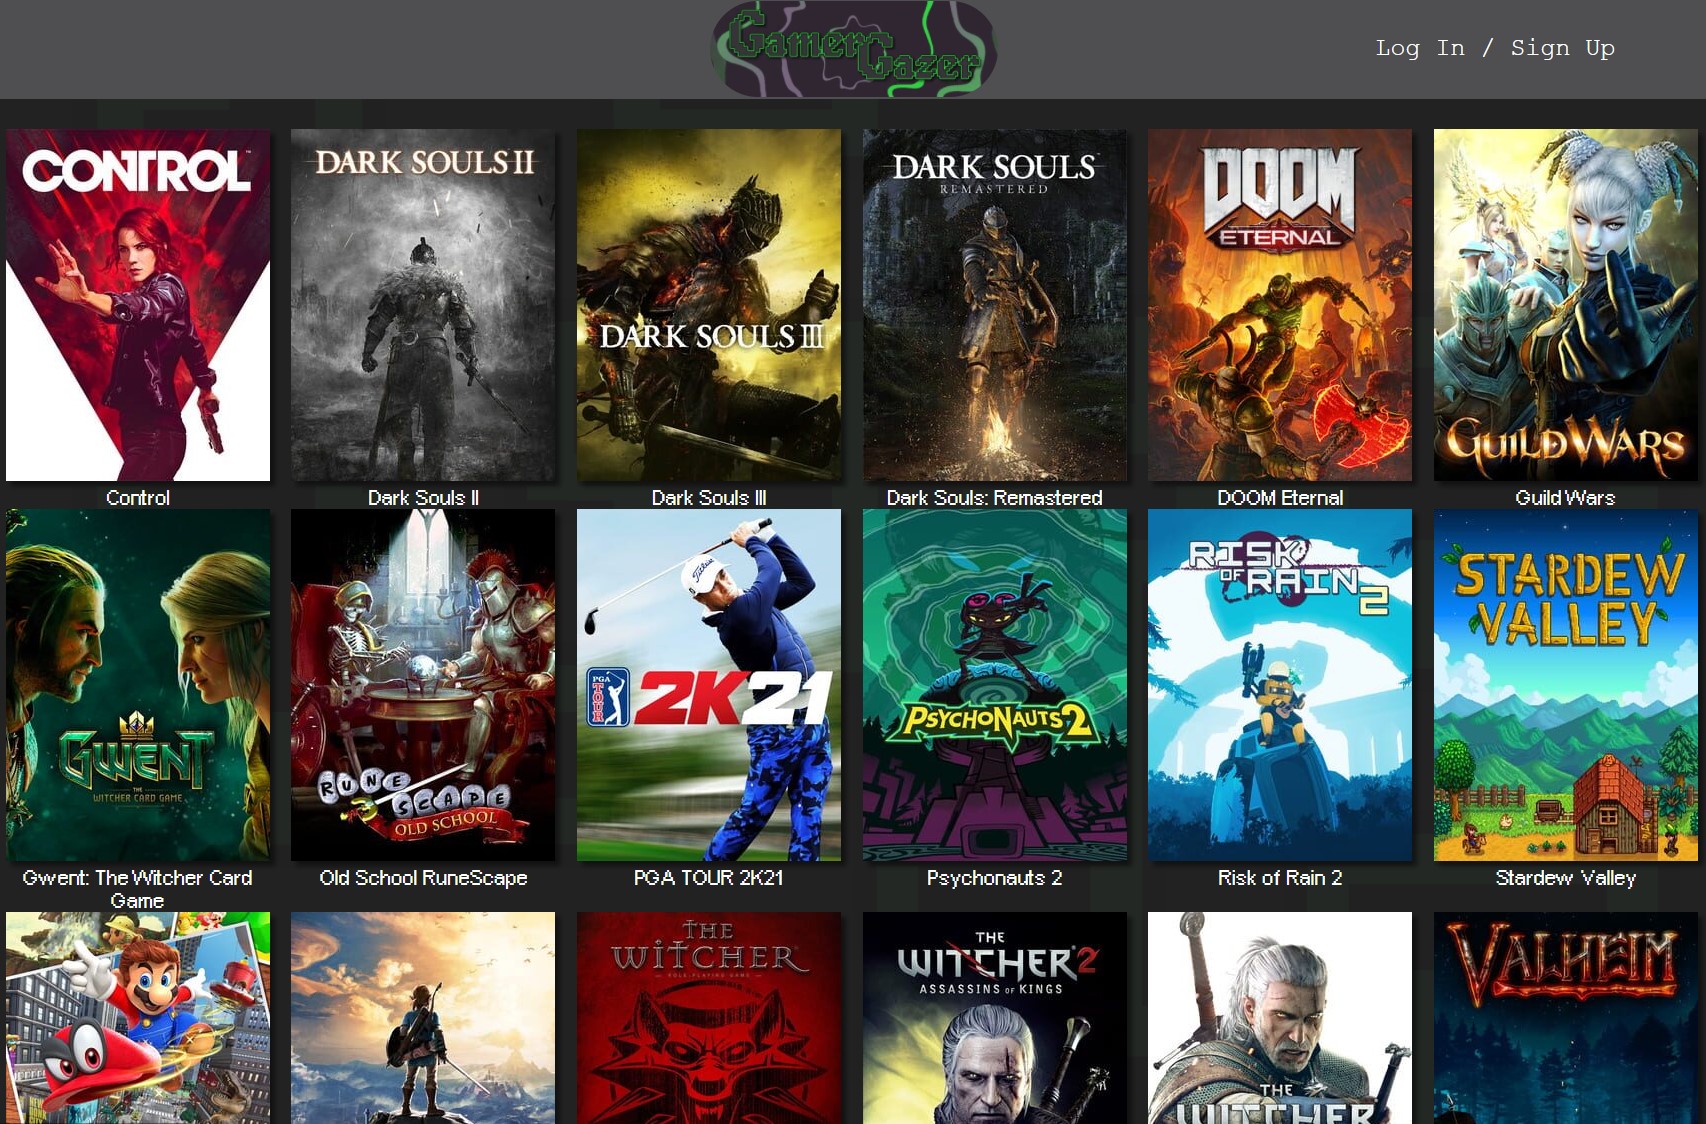 GamerGazer
Log In / Sign Up
CONTROL
DARK SOULS II
DARK SOULS III
DARK SOULS
REMASTERED
DOOM
ETERNAL
GUILD WARS
Control
Dark Souls II
Dark Souls III
Dark Souls: Remastered
DOOM Eternal
Guild Wars
GWENT
THE
WITCHER CARD GAME
RUNE
SCAPE
OLD SCHOOL
Titleist
PGA
TOUR
2K21
PSYCHONAUTS 2
RISK
OF RAIN
2
STARDEW
VALLEY
Gwent: The Witcher Card
Game
Old School RuneScape
PGA TOUR 2K21
Psychonauts 2
Risk of Rain 2
Stardew Valley
THE
WITCHER
ROLE-PLAYING GAME
THE
WITCHER 2
ASSASSINS OF KINGS
THE
WITCHER
VALHEIM